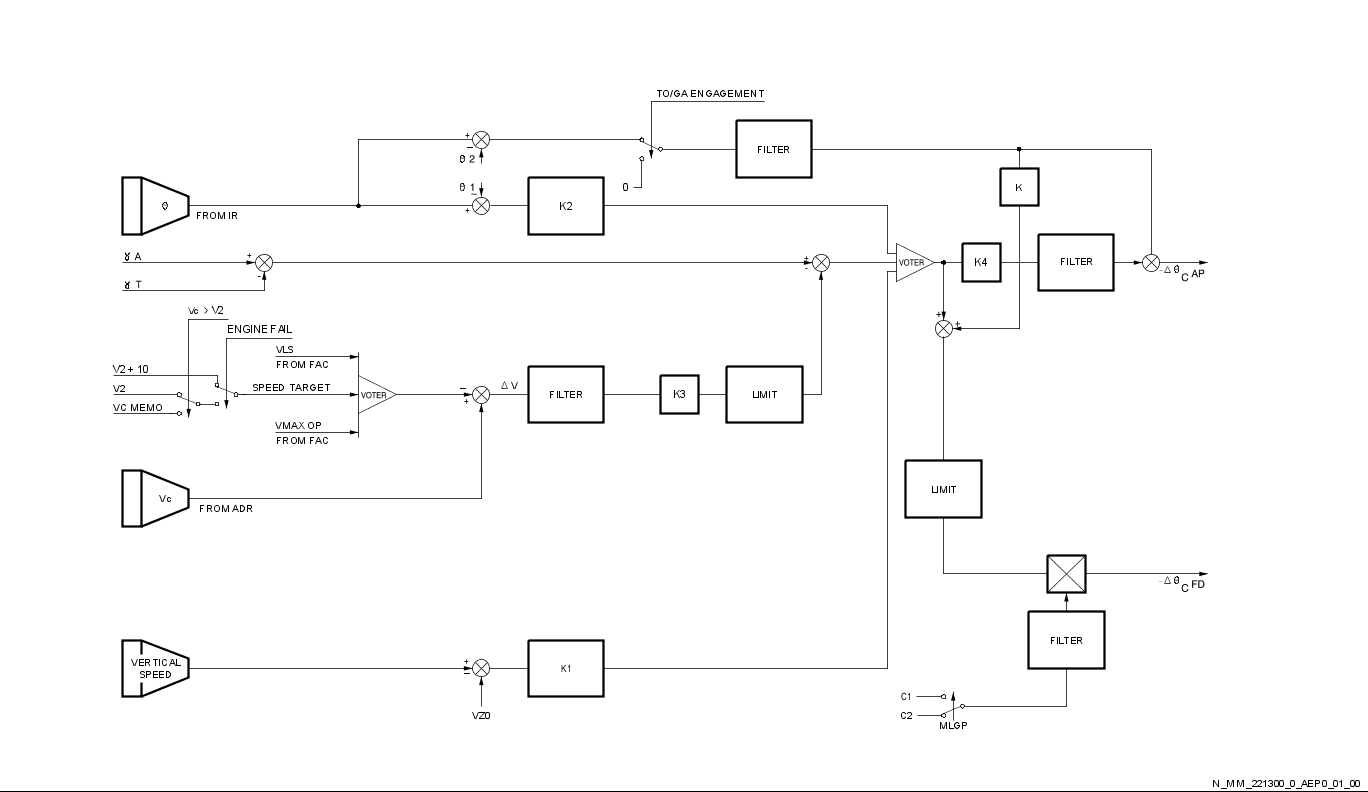 TO/GA ENGAGEMENT
FILTER
θ 2
θ 1
0
K
θ
FROM IR
K2
γ A
γ T
VOTER
K4
FILTER
-Δθ C AP
Vc > V2
ENGINE FAIL
VLS
FROM FAC
V2 + 10
V2
VC MEMO
SPEED TARGET
VOTER
Δ V
FILTER
K3
LIMIT
VMAX OP
FROM FAC
Vc
FROM ADR
LIMIT
-Δθ C FD
FILTER
VERTICAL
SPEED
K1
VZ0
C1
C2
MLGP
N_MM_221300_0_AEP0_01_00